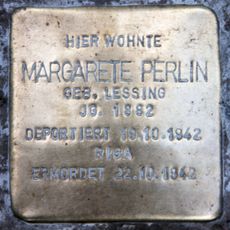 HIER WOHNTE
MARGARETE PERLIN
GEB. LESSING
JG. 1882
DEPORTIERT 19.10.1942
RIGA
ERMORDET 22.10.1942